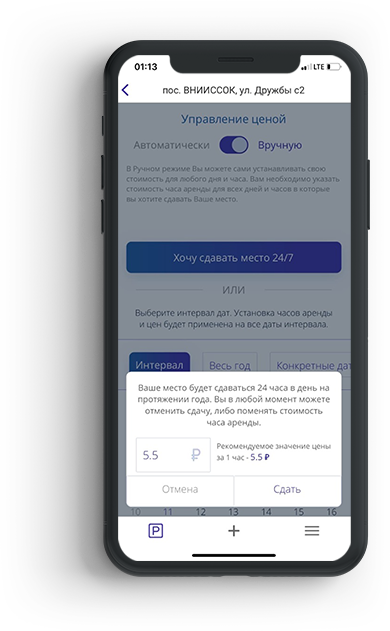 01:13
LTE
пос. ВНИИССОК, ул. Дружбы с2
Управление ценой
Автоматически Вручную
В Ручном режиме Вы можете сами устанавливать свою
стоимость для любого дня и часа. Вам необходимо указать
стоимость часа аренды для всех дней и часов в которые
вы хотите сдавать Ваше место.
Хочу сдавать место 24/7
ИЛИ
Выберите интервал дат. Установка часов аренды
и цен будет применена на все даты интервала.
Интервал Весь год Конкретные дат
Ваше место будет сдаваться 24 часа в день на
протяжении года. Вы в любой момент можете
отменить сдачу, либо поменять стоимость
часа аренды.
5.5 ₽
Рекомендуемое значение цены
за 1 час - 5.5 ₽
Отмена Сдать
10 11 12 13 14 15 16
P